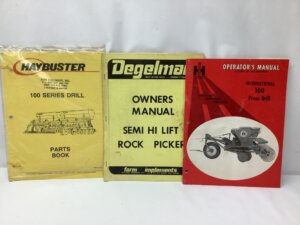 HAYBUSTER
100 SERIES DRILL
PARTS
BOOK
Degelman
OWNERS
MANUAL
SEMI HI LIFT
ROCK PICKER
farm implements
OPERATOR'S MANUAL
INTERNATIONAL
100
Press Drill